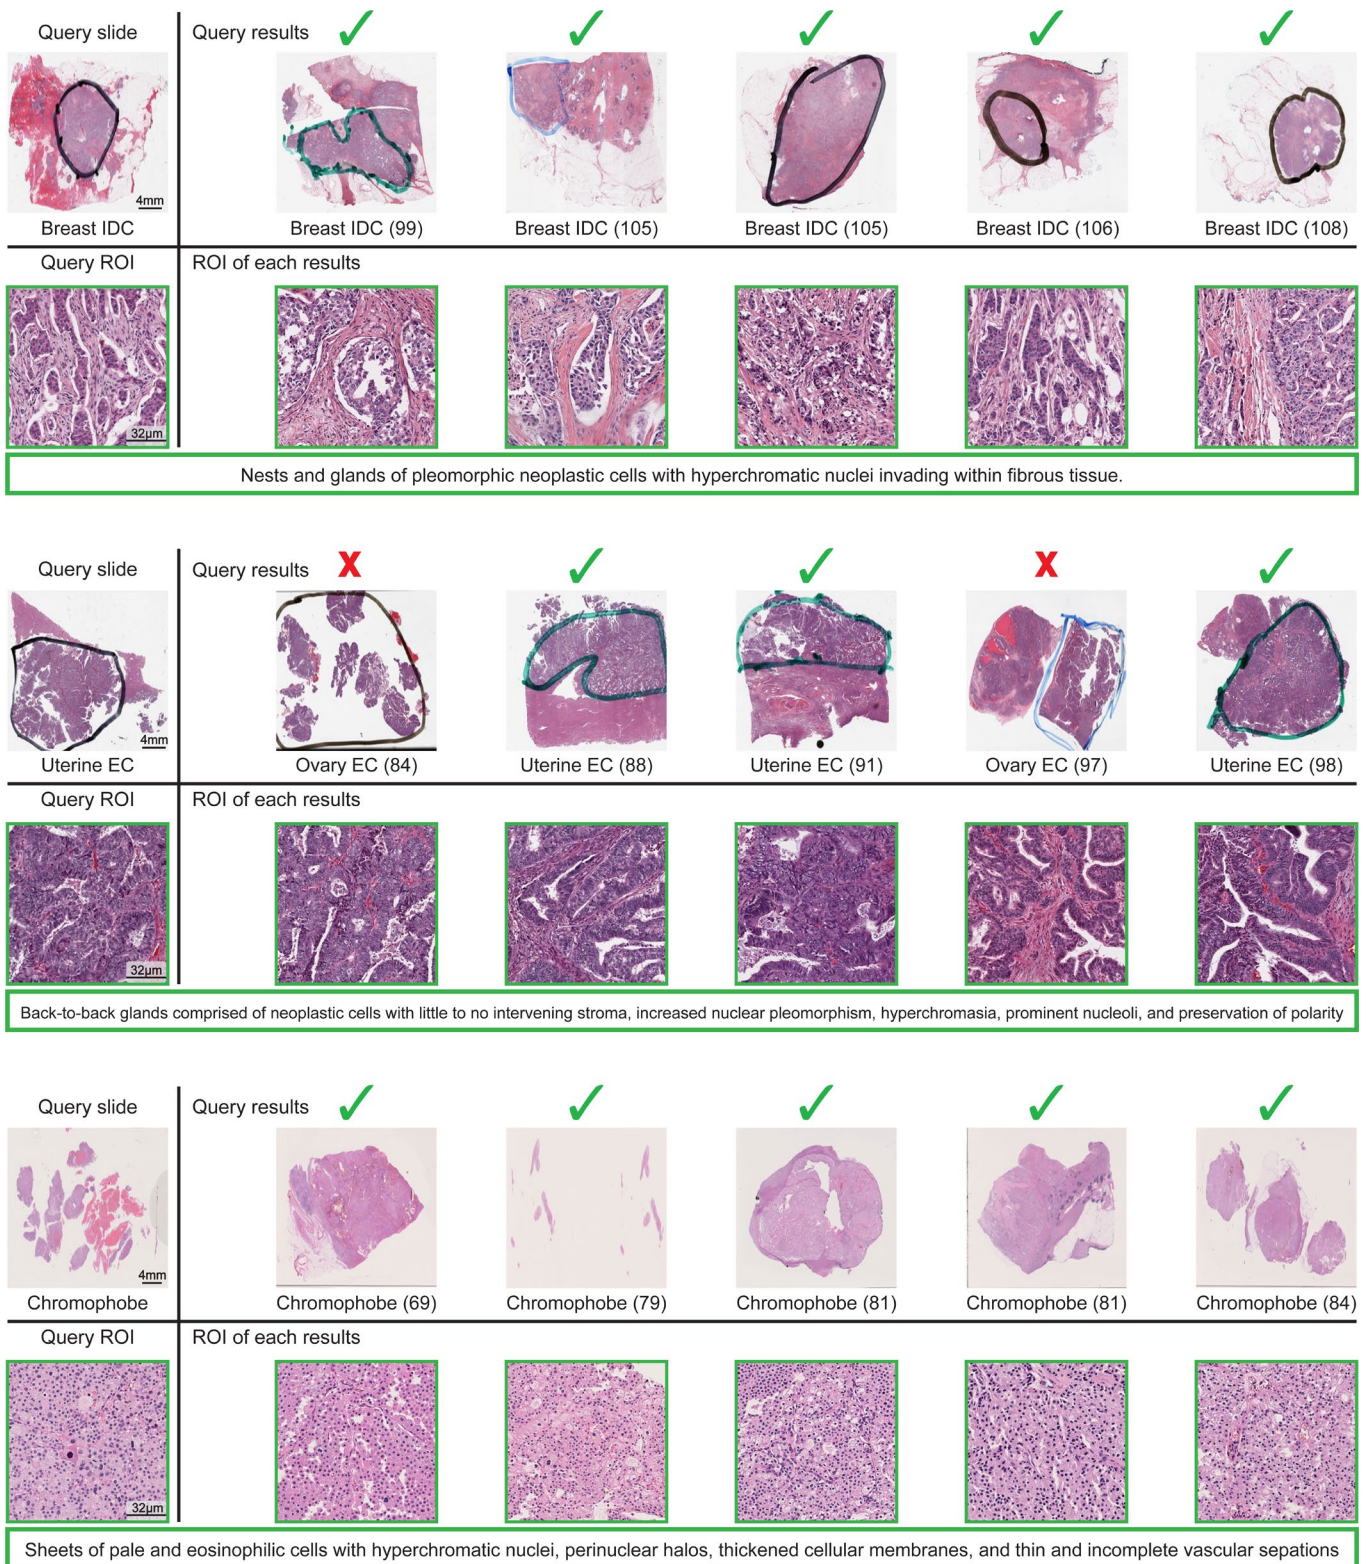 Query slide
Query results
4mm
Breast IDC
Breast IDC (99)
Breast IDC (105)
Breast IDC (105)
Breast IDC (106)
Breast IDC (108)
Query ROI
ROI of each results
32µm
Nests and glands of pleomorphic neoplastic cells with hyperchromatic nuclei invading within fibrous tissue.
Query slide
Query results
X
X
4mm
Uterine EC
Ovary EC (84)
Uterine EC (88)
Uterine EC (91)
Ovary EC (97)
Uterine EC (98)
Query ROI
ROI of each results
32µm
Back-to-back glands comprised of neoplastic cells with little to no intervening stroma, increased nuclear pleomorphism, hyperchromasia, prominent nucleoli, and preservation of polarity
Query slide
Query results
4mm
Chromophobe
Chromophobe (69)
Chromophobe (79)
Chromophobe (81)
Chromophobe (81)
Chromophobe (84)
Query ROI
ROI of each results
32µm
Sheets of pale and eosinophilic cells with hyperchromatic nuclei, perinuclear halos, thickened cellular membranes, and thin and incomplete vascular sepations